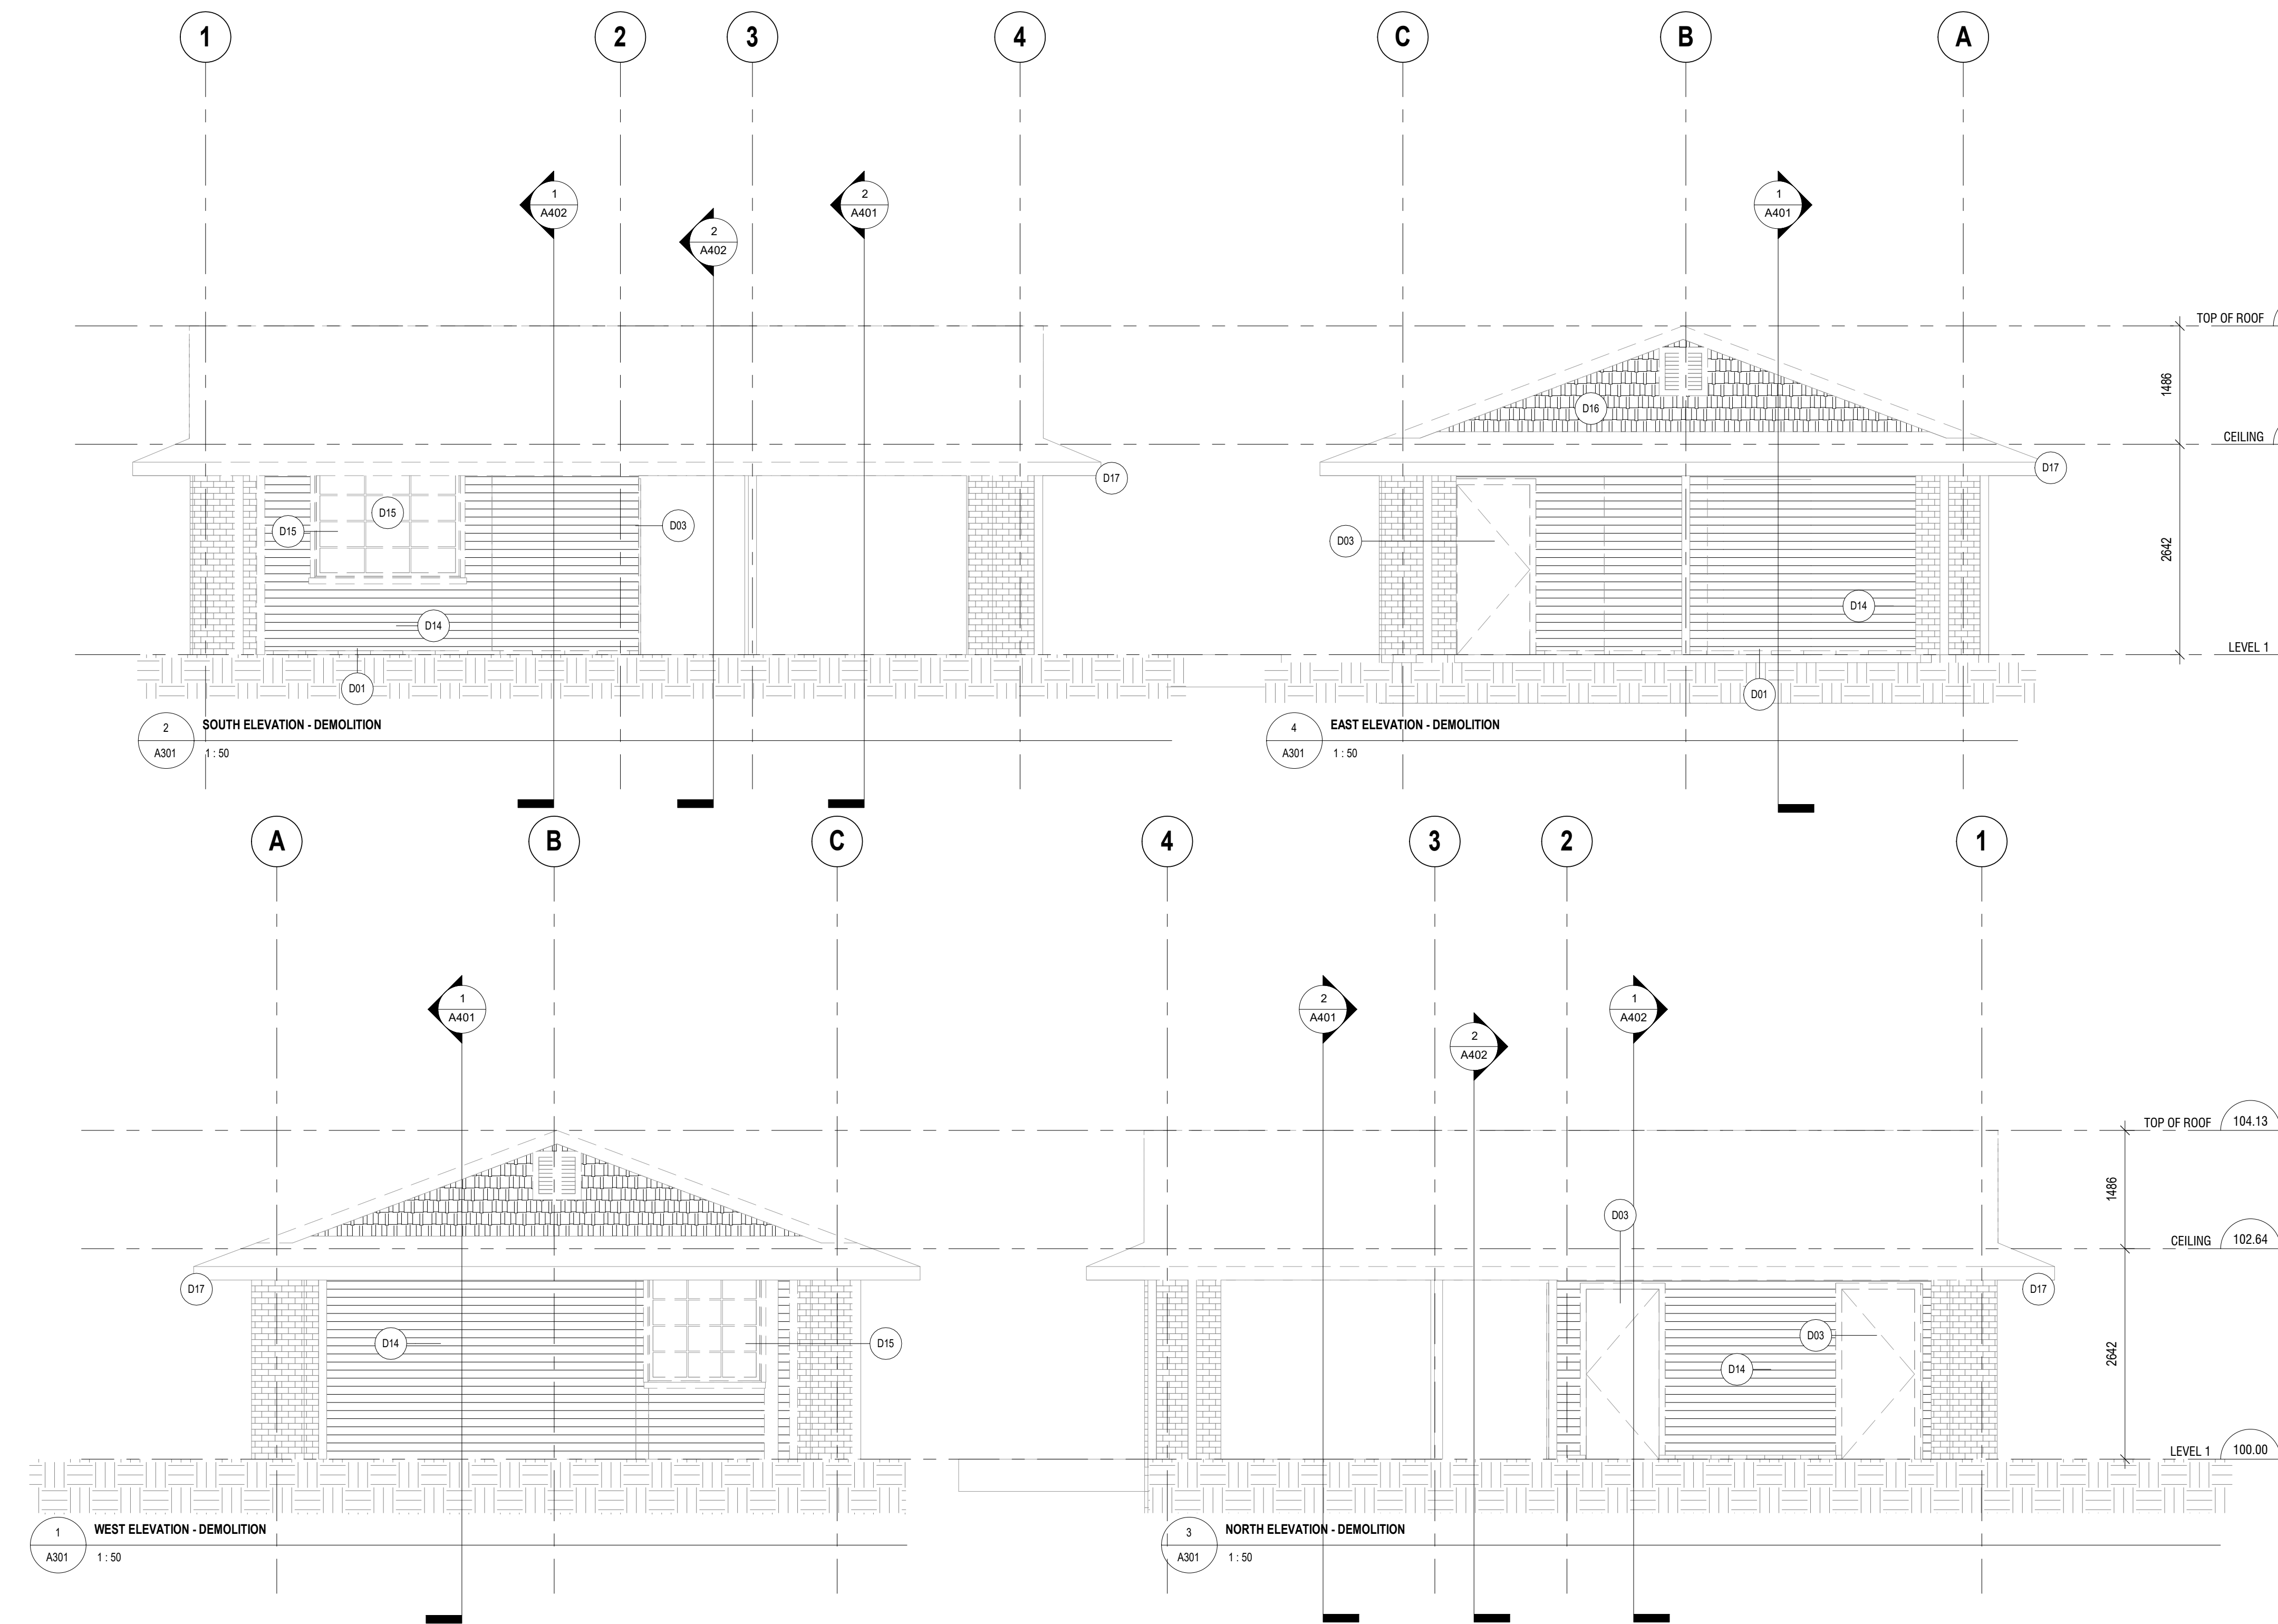 1
2
3
4
C
B
A
1
A402
2
A402
2
A401
1
A401
TOP OF ROOF
1486
CEILING
2642
LEVEL 1
D15
D15
D03
D14
D01
D17
D16
D03
D14
D01
D17
2
A301
SOUTH ELEVATION - DEMOLITION
1 : 50
4
A301
EAST ELEVATION - DEMOLITION
1 : 50
A
B
C
4
3
2
1
1
A401
2
A401
2
A402
1
A402
TOP OF ROOF 104.13
1486
CEILING 102.64
2642
LEVEL 1 100.00
D17
D14
D15
D03
D03
D14
D17
1
A301
WEST ELEVATION - DEMOLITION
1 : 50
3
A301
NORTH ELEVATION - DEMOLITION
1 : 50